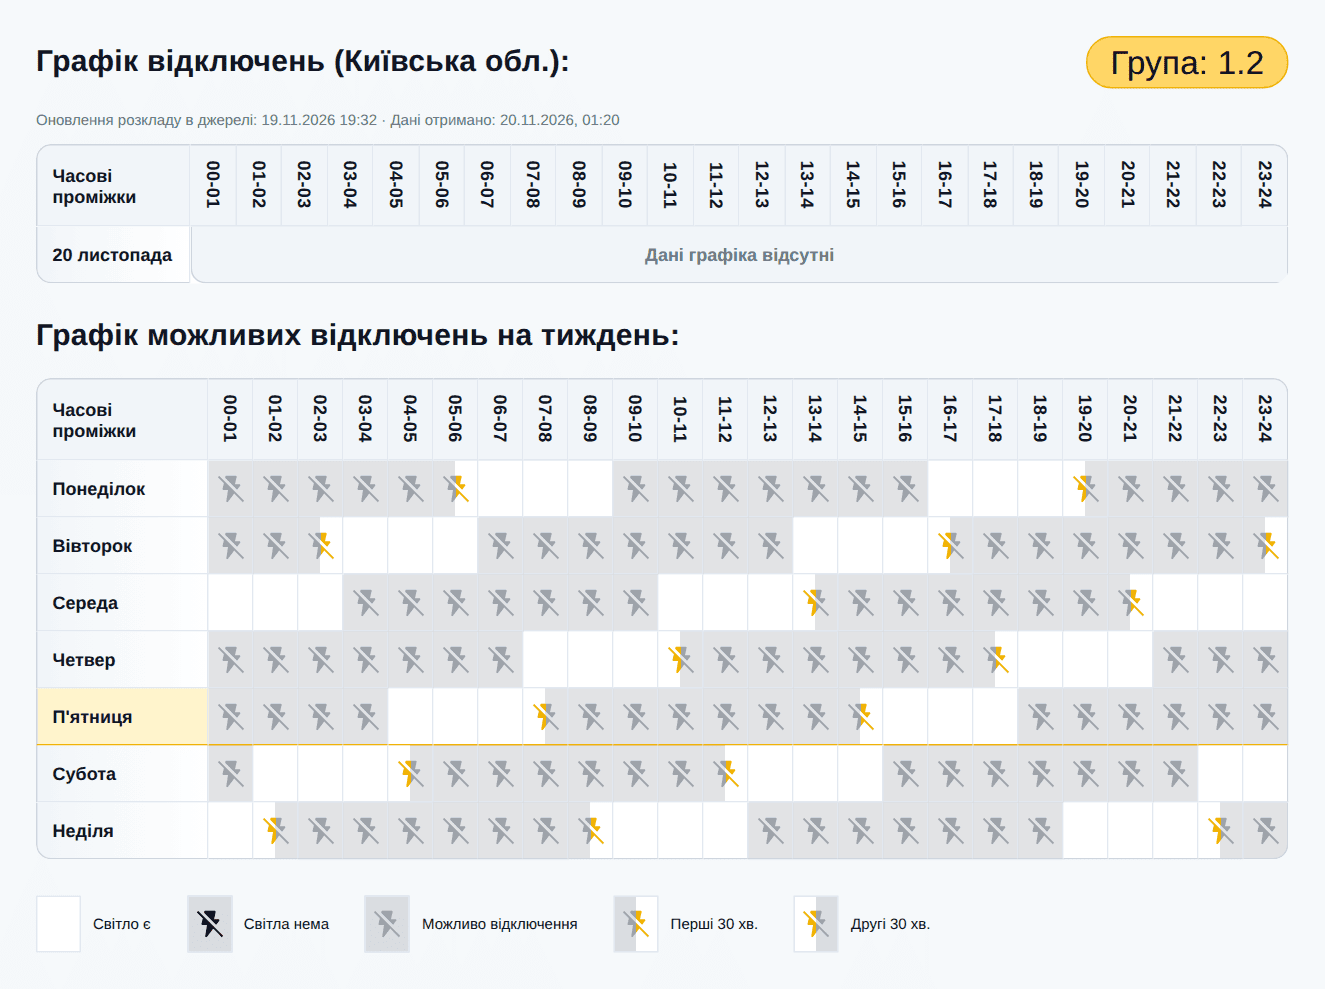 Графік відключень (Київська обл.):
Група: 1.2
Оновлення розкладу в джерелі: 19.11.2026 19:32 · Дані отримано: 20.11.2026, 01:20
Часові проміжки 00-01 01-02 02-03 03-04 04-05 05-06 06-07 07-08 08-09 09-10 10-11 11-12 12-13 13-14 14-15 15-16 16-17 17-18 18-19 19-20 20-21 21-22 22-23 23-24
20 листопада Дані графіка відсутні
Графік можливих відключень на тиждень:
Часові проміжки 00-01 01-02 02-03 03-04 04-05 05-06 06-07 07-08 08-09 09-10 10-11 11-12 12-13 13-14 14-15 15-16 16-17 17-18 18-19 19-20 20-21 21-22 22-23 23-24
Понеділок
Вівторок
Середа
Четвер
П'ятниця
Субота
Неділя
Світло є Світла нема Можливо відключення Перші 30 хв. Другі 30 хв.